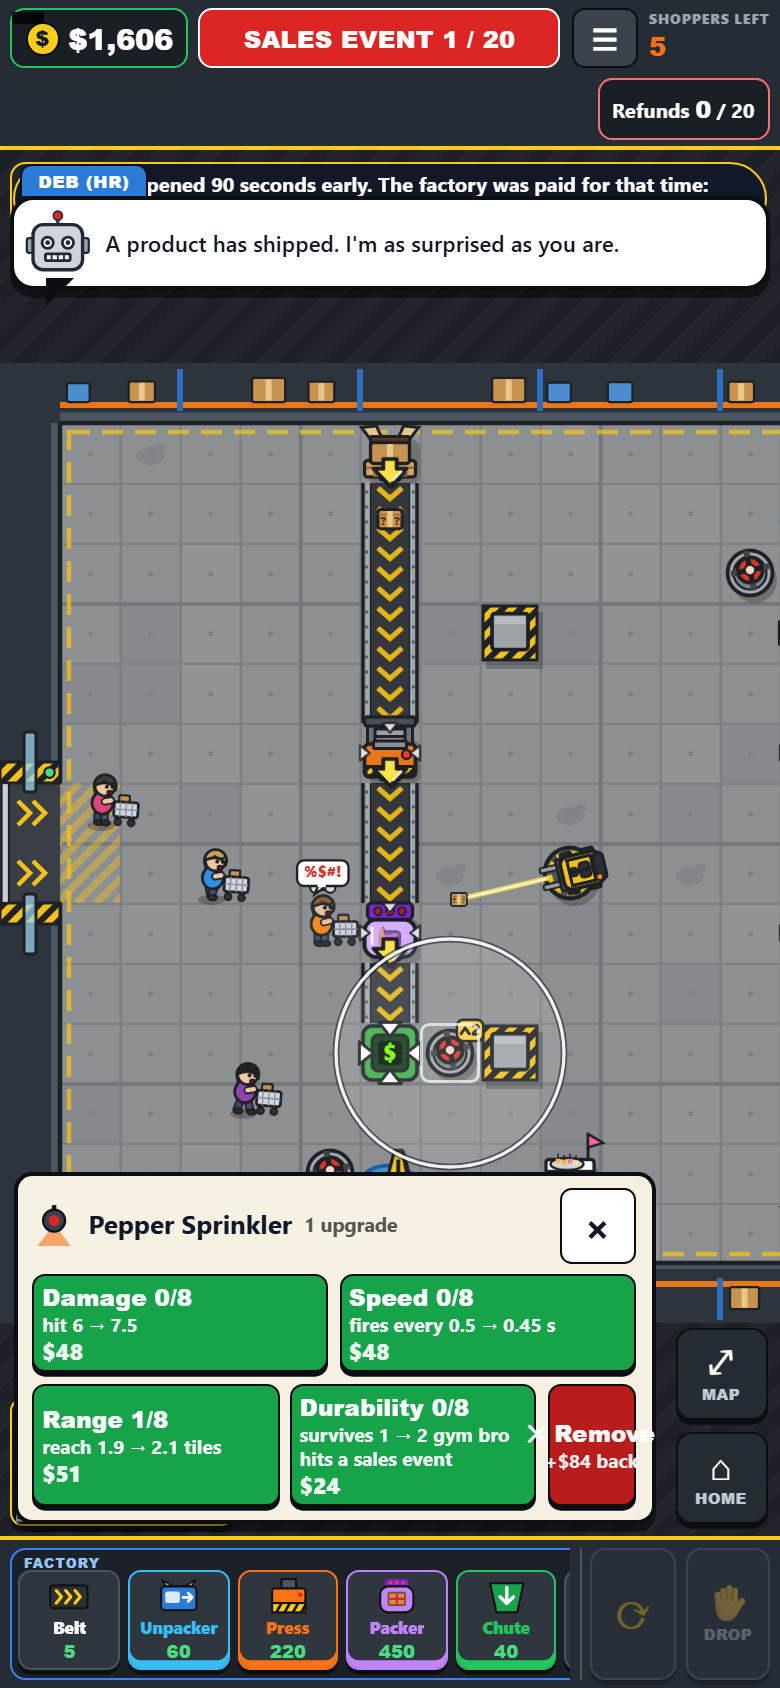 $1,606
SALES EVENT 1 / 20
SHOPPERS LEFT
5
Refunds 0 / 20
DEB (HR)
pened 90 seconds early. The factory was paid for that time:
A product has shipped. I'm as surprised as you are.
%$#!
$
Pepper Sprinkler 1 upgrade
×
Damage 0/8
hit 6 → 7.5
$48
Speed 0/8
fires every 0.5 → 0.45 s
$48
Range 1/8
reach 1.9 → 2.1 tiles
$51
Durability 0/8
survives 1 → 2 gym bro
hits a sales event
$24
✕ Remove
+$84 back
MAP
HOME
FACTORY
Belt
5
Unpacker
60
Press
220
Packer
450
Chute
40
DROP